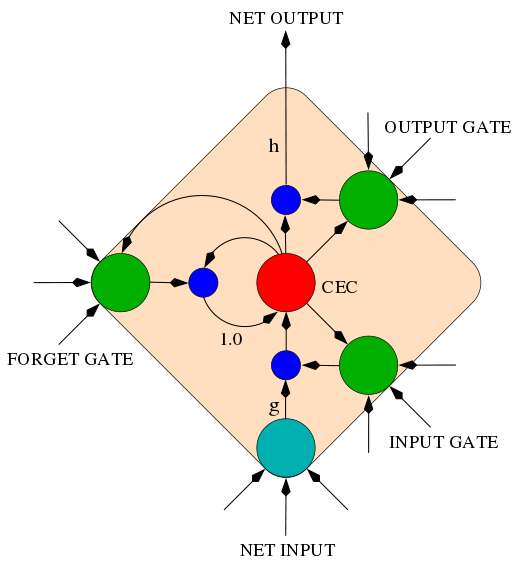 NET OUTPUT
OUTPUT GATE
h
CEC
1.0
FORGET GATE
g
INPUT GATE
NET INPUT